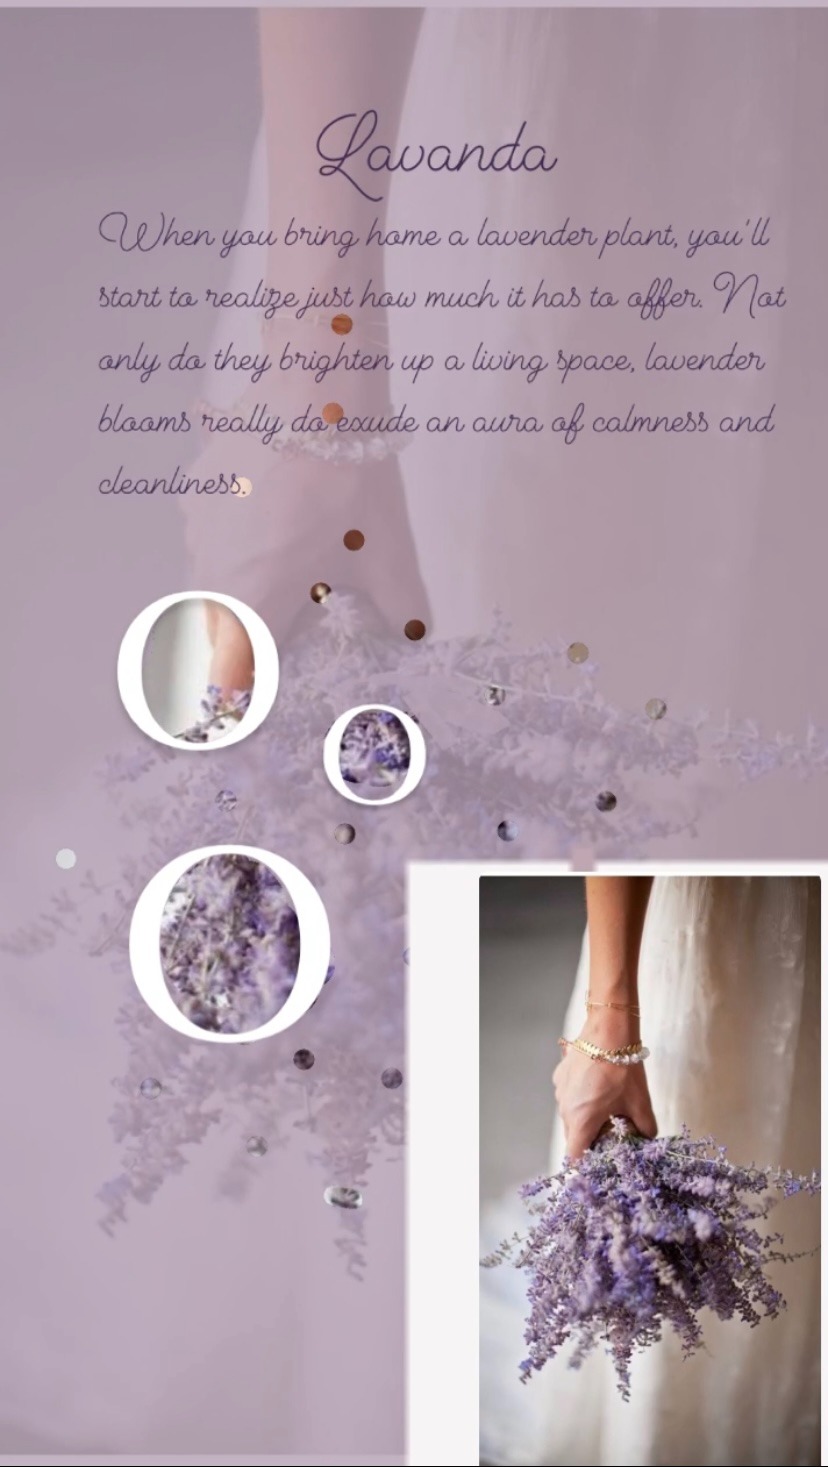 Lavanda
When you bring home a lavender plant, you'll
start to realize just how much it has to offer. Not
only do they brighten up a living space, lavender
blooms really do exude an aura of calmness and
cleanliness.
O
O
O